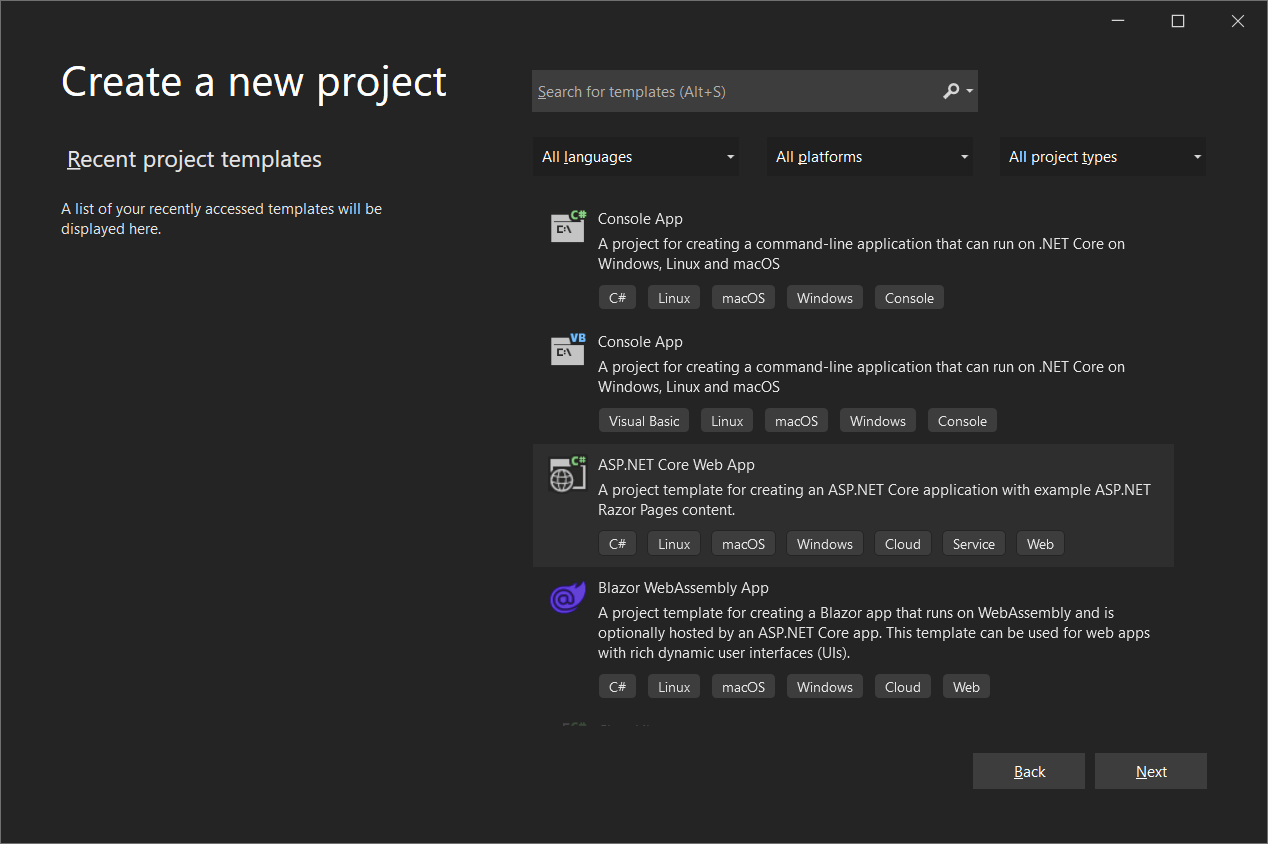 Create a new project
Search for templates (Alt+S)
Recent project templates
A list of your recently accessed templates will be
displayed here.
All languages
All platforms
All project types
C#
C:\
Console App
A project for creating a command-line application that can run on .NET Core on
Windows, Linux and macOS
C# Linux macOS Windows Console
VB
C:\
Console App
A project for creating a command-line application that can run on .NET Core on
Windows, Linux and macOS
Visual Basic Linux macOS Windows Console
C#
ASP.NET Core Web App
A project template for creating an ASP.NET Core application with example ASP.NET
Razor Pages content.
C# Linux macOS Windows Cloud Service Web
@
Blazor WebAssembly App
A project template for creating a Blazor app that runs on WebAssembly and is
optionally hosted by an ASP.NET Core app. This template can be used for web apps
with rich dynamic user interfaces (UIs).
C# Linux macOS Windows Cloud Web
Back
Next